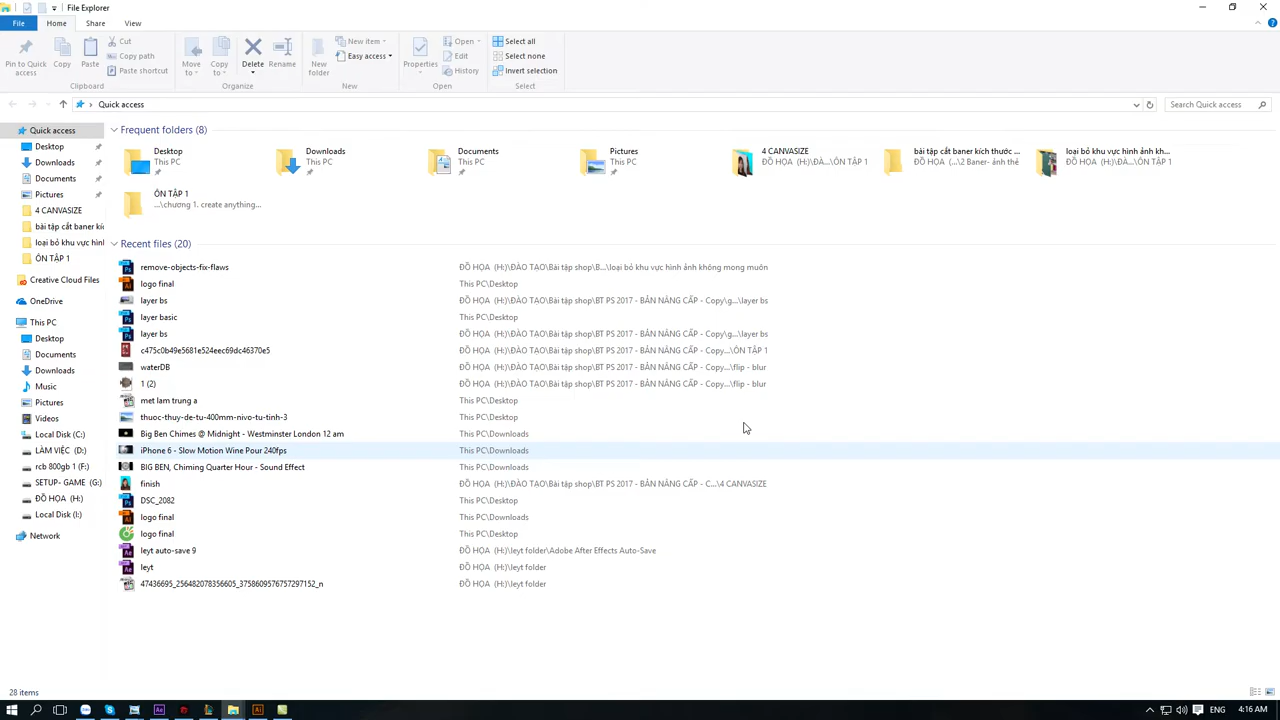 File Explorer
File Home Share View
Pin to Quick access
Copy
Paste
Cut
Copy path
Paste shortcut
Clipboard
Move to
Copy to
Delete
Rename
Organize
New folder
New item
Easy access
New
Properties
Open
Edit
History
Open
Select all
Select none
Invert selection
Select
Quick access
Search Quick access
Quick access
Desktop
Downloads
Documents
Pictures
4 CANVASIZE
bài tập cắt baner kíc
loại bỏ khu vực hình
ÔN TẬP 1
Creative Cloud Files
OneDrive
This PC
Desktop
Documents
Downloads
Music
Pictures
Videos
Local Disk (C:)
LÀM VIỆC (D:)
rcb 800gb 1 (F:)
SETUP- GAME (G:)
ĐỒ HỌA (H:)
Local Disk (I:)
Network
Frequent folders (8)
Desktop
This PC
Downloads
This PC
Documents
This PC
Pictures
This PC
4 CANVASIZE
ĐỒ HỌA (H:)\ĐÀ...\ÔN TẬP 1
bài tập cắt baner kích thước ...
ĐỒ HỌA (...\2 Baner- ảnh thẻ
loại bỏ khu vực hình ảnh kh...
ĐỒ HỌA (H:)\ĐÀ...\ÔN TẬP 1
ÔN TẬP 1
...\chương 1. create anything...
Recent files (20)
remove-objects-fix-flaws ĐỒ HỌA (H:)\ĐÀO TẠO\Bài tập shop\B...\loại bỏ khu vực hình ảnh không mong muốn
logo final This PC\Desktop
layer bs ĐỒ HỌA (H:)\ĐÀO TẠO\Bài tập shop\BT PS 2017 - BẢN NÂNG CẤP - Copy\g...\layer bs
layer basic This PC\Desktop
layer bs ĐỒ HỌA (H:)\ĐÀO TẠO\Bài tập shop\BT PS 2017 - BẢN NÂNG CẤP - Copy\g...\layer bs
c475c0b49e5681e524eec69dc46370e5 ĐỒ HỌA (H:)\ĐÀO TẠO\Bài tập shop\BT PS 2017 - BẢN NÂNG CẤP - Copy...\ÔN TẬP 1
waterDB ĐỒ HỌA (H:)\ĐÀO TẠO\Bài tập shop\BT PS 2017 - BẢN NÂNG CẤP - Copy...\flip - blur
1 (2) ĐỒ HỌA (H:)\ĐÀO TẠO\Bài tập shop\BT PS 2017 - BẢN NÂNG CẤP - Copy...\flip - blur
met lam trung a This PC\Desktop
thuoc-thuy-de-tu-400mm-nivo-tu-tinh-3 This PC\Desktop
Big Ben Chimes @ Midnight - Westminster London 12 am This PC\Downloads
iPhone 6 - Slow Motion Wine Pour 240fps This PC\Downloads
BIG BEN, Chiming Quarter Hour - Sound Effect This PC\Downloads
finish ĐỒ HỌA (H:)\ĐÀO TẠO\Bài tập shop\BT PS 2017 - BẢN NÂNG CẤP - C...\4 CANVASIZE
DSC_2082 This PC\Desktop
logo final This PC\Downloads
logo final This PC\Desktop
leyt auto-save 9 ĐỒ HỌA (H:)\leyt folder\Adobe After Effects Auto-Save
leyt ĐỒ HỌA (H:)\leyt folder
47436695_256482078356605_3758609576757297152_n ĐỒ HỌA (H:)\leyt folder
28 items
ENG 4:16 AM